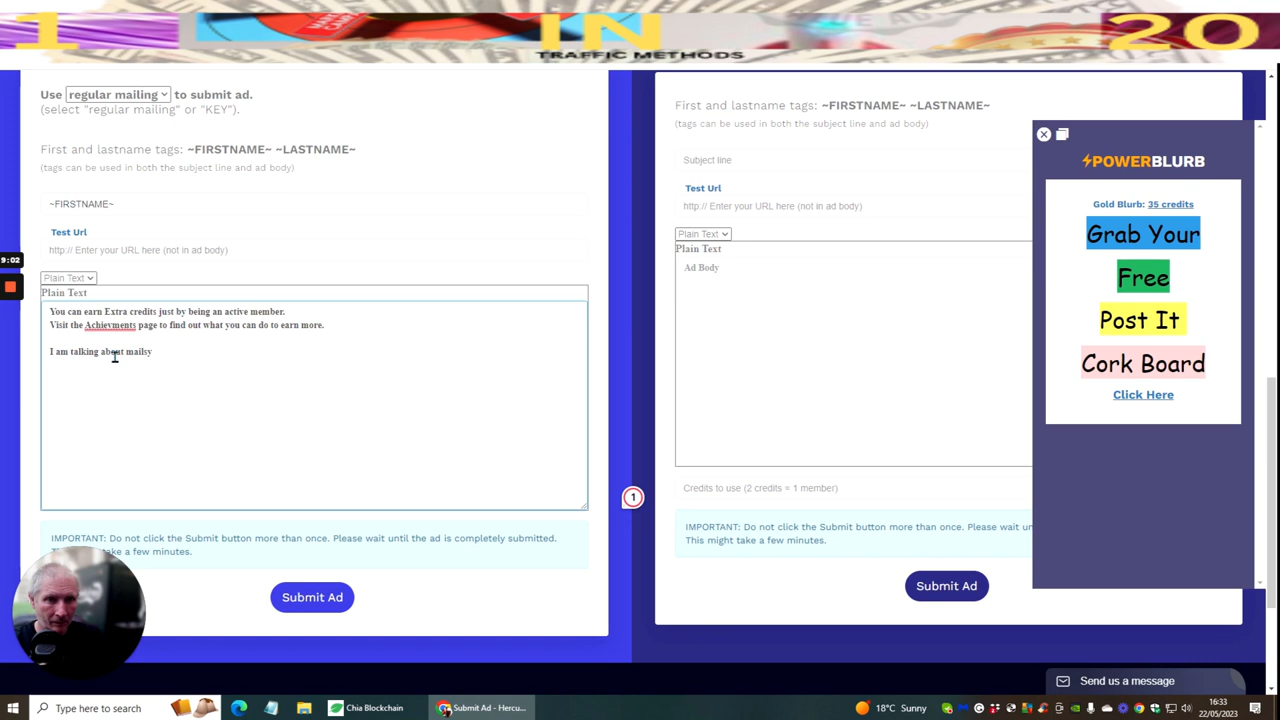 1 IN 20
TRAFFIC METHODS
Use regular mailing to submit ad.
(select "regular mailing" or "KEY").
First and lastname tags: ~FIRSTNAME~ ~LASTNAME~
(tags can be used in both the subject line and ad body)
~FIRSTNAME~
Test Url
http:// Enter your URL here (not in ad body)
Plain Text
Plain Text
You can earn Extra credits just by being an active member.
Visit the Achievments page to find out what you can do to earn more.
I am talking about mailsy
IMPORTANT: Do not click the Submit button more than once. Please wait until the ad is completely submitted.
take a few minutes.
Submit Ad
9:02
First and lastname tags: ~FIRSTNAME~ ~LASTNAME~
(tags can be used in both the subject line and ad body)
Subject line
Test Url
http:// Enter your URL here (not in ad body)
Plain Text
Plain Text
Ad Body
1
Credits to use (2 credits = 1 member)
IMPORTANT: Do not click the Submit button more than once. Please wait
This might take a few minutes.
Submit Ad
POWERBLURB
Gold Blurb: 35 credits
Grab Your
Free
Post It
Cork Board
Click Here
Send us a message
Type here to search
Chia Blockchain
Submit Ad - Hercu...
18°C Sunny
16:33
22/05/2023